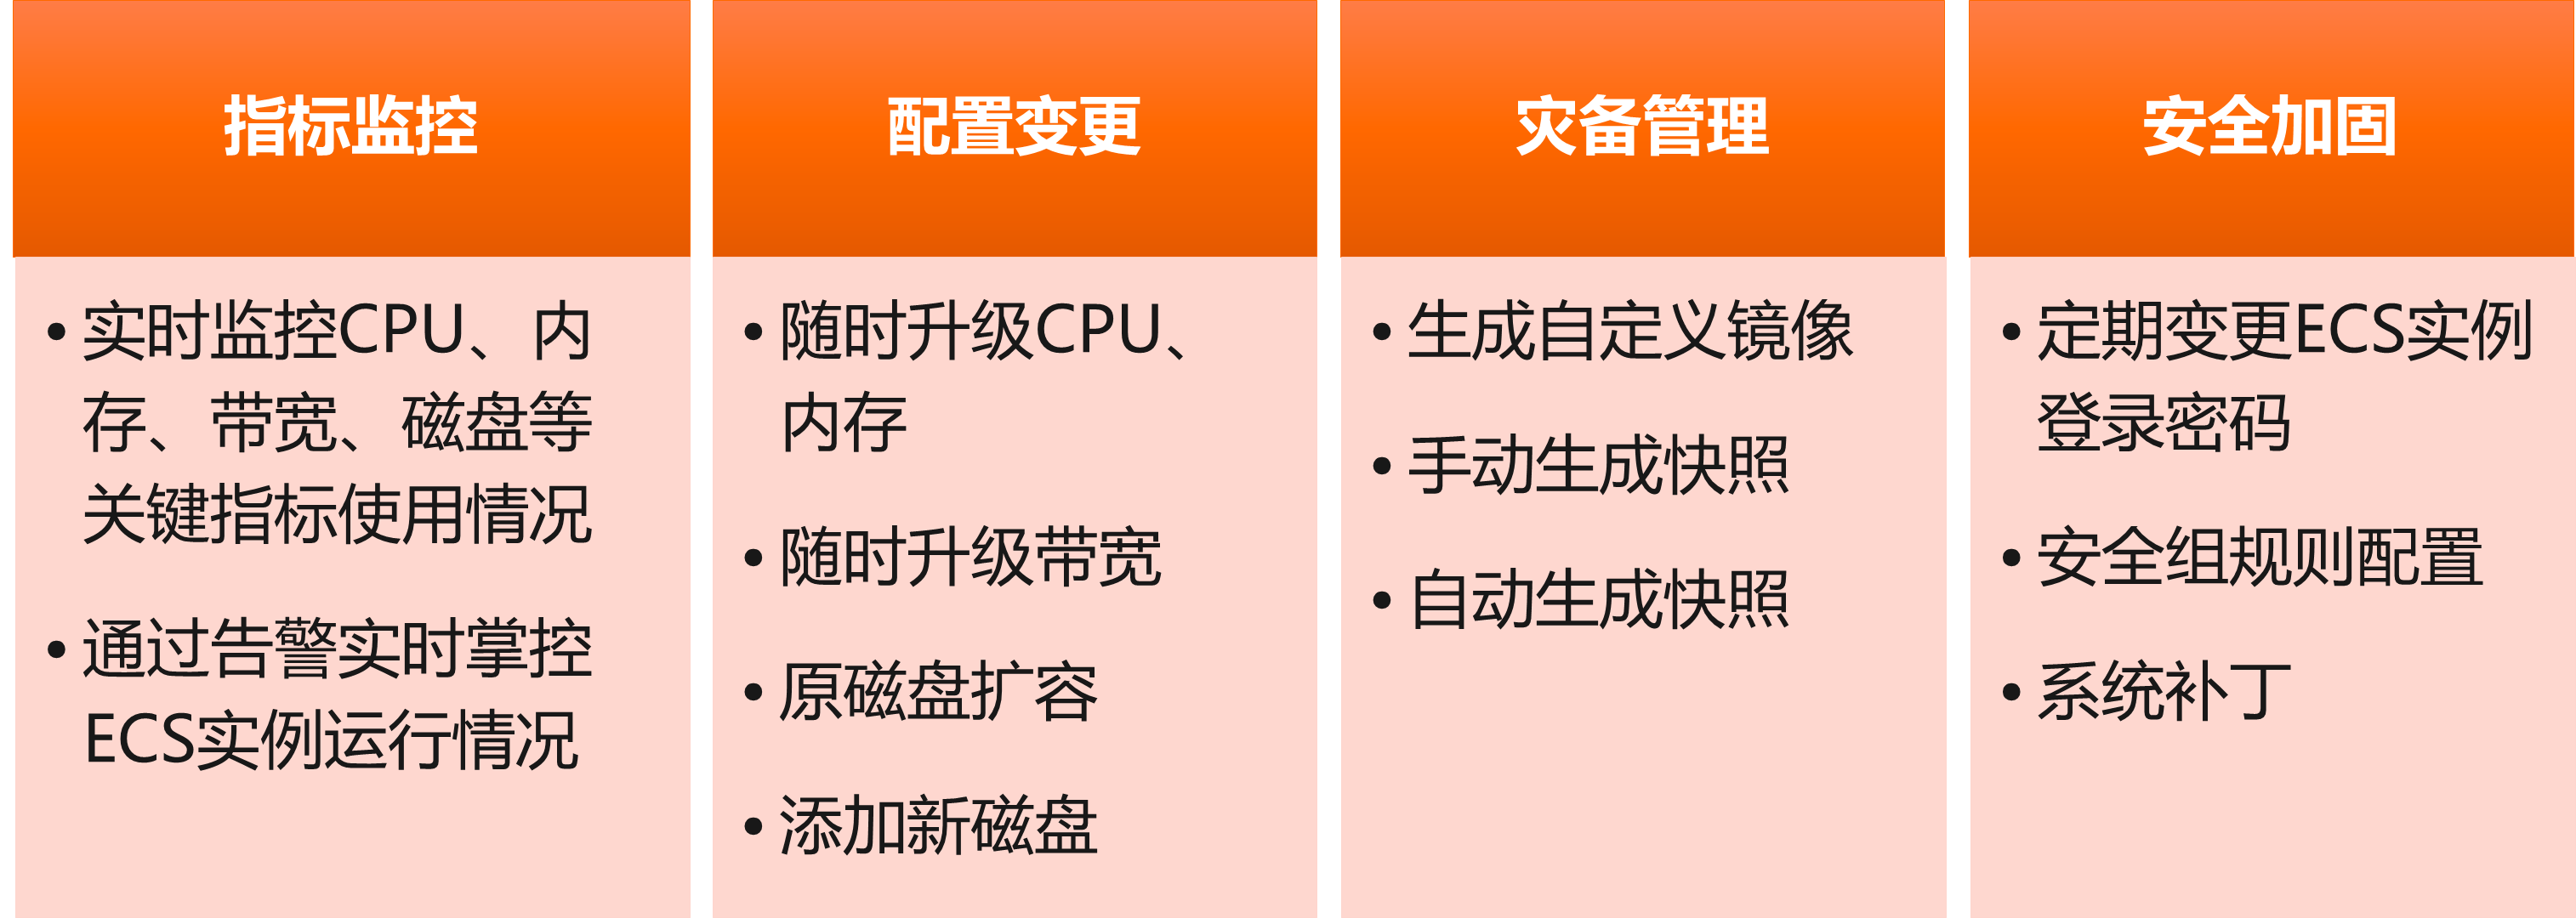 指标监控
• 实时监控CPU、内
存、带宽、磁盘等
关键指标使用情况
• 通过告警实时掌控
ECS实例运行情况
配置变更
• 随时升级CPU、
内存
• 随时升级带宽
• 原磁盘扩容
• 添加新磁盘
灾备管理
• 生成自定义镜像
• 手动生成快照
• 自动生成快照
安全加固
• 定期变更ECS实例
登录密码
• 安全组规则配置
• 系统补丁